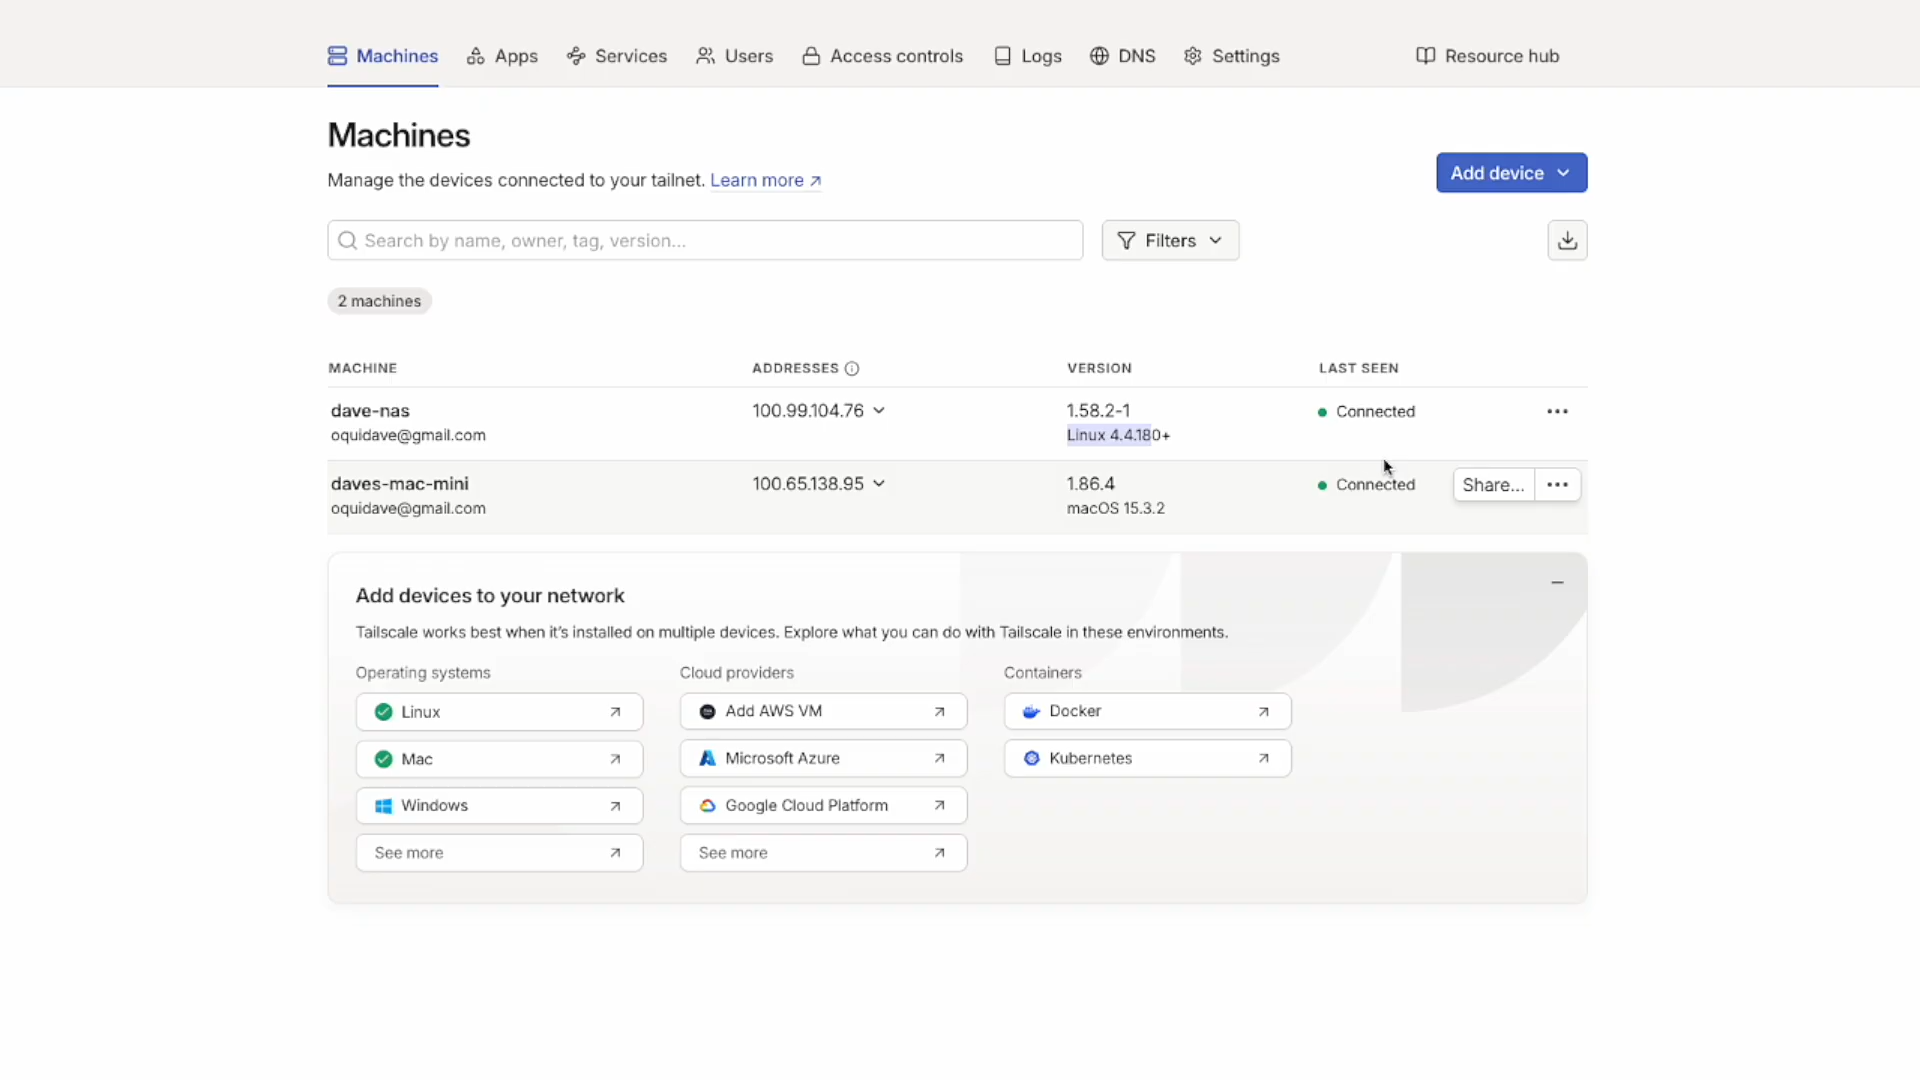 Machines Apps Services Users Access controls Logs DNS Settings Resource hub
Machines
Manage the devices connected to your tailnet. Learn more ↗
Add device
Search by name, owner, tag, version...
Filters
2 machines
MACHINE ADDRESSES VERSION LAST SEEN
dave-nas 100.99.104.76 1.58.2-1 Connected
oquidave@gmail.com Linux 4.4.180+
daves-mac-mini 100.65.138.95 1.86.4 Connected Share...
oquidave@gmail.com macOS 15.3.2
Add devices to your network
Tailscale works best when it's installed on multiple devices. Explore what you can do with Tailscale in these environments.
Operating systems Cloud providers Containers
Linux Add AWS VM Docker
Mac Microsoft Azure Kubernetes
Windows Google Cloud Platform
See more See more